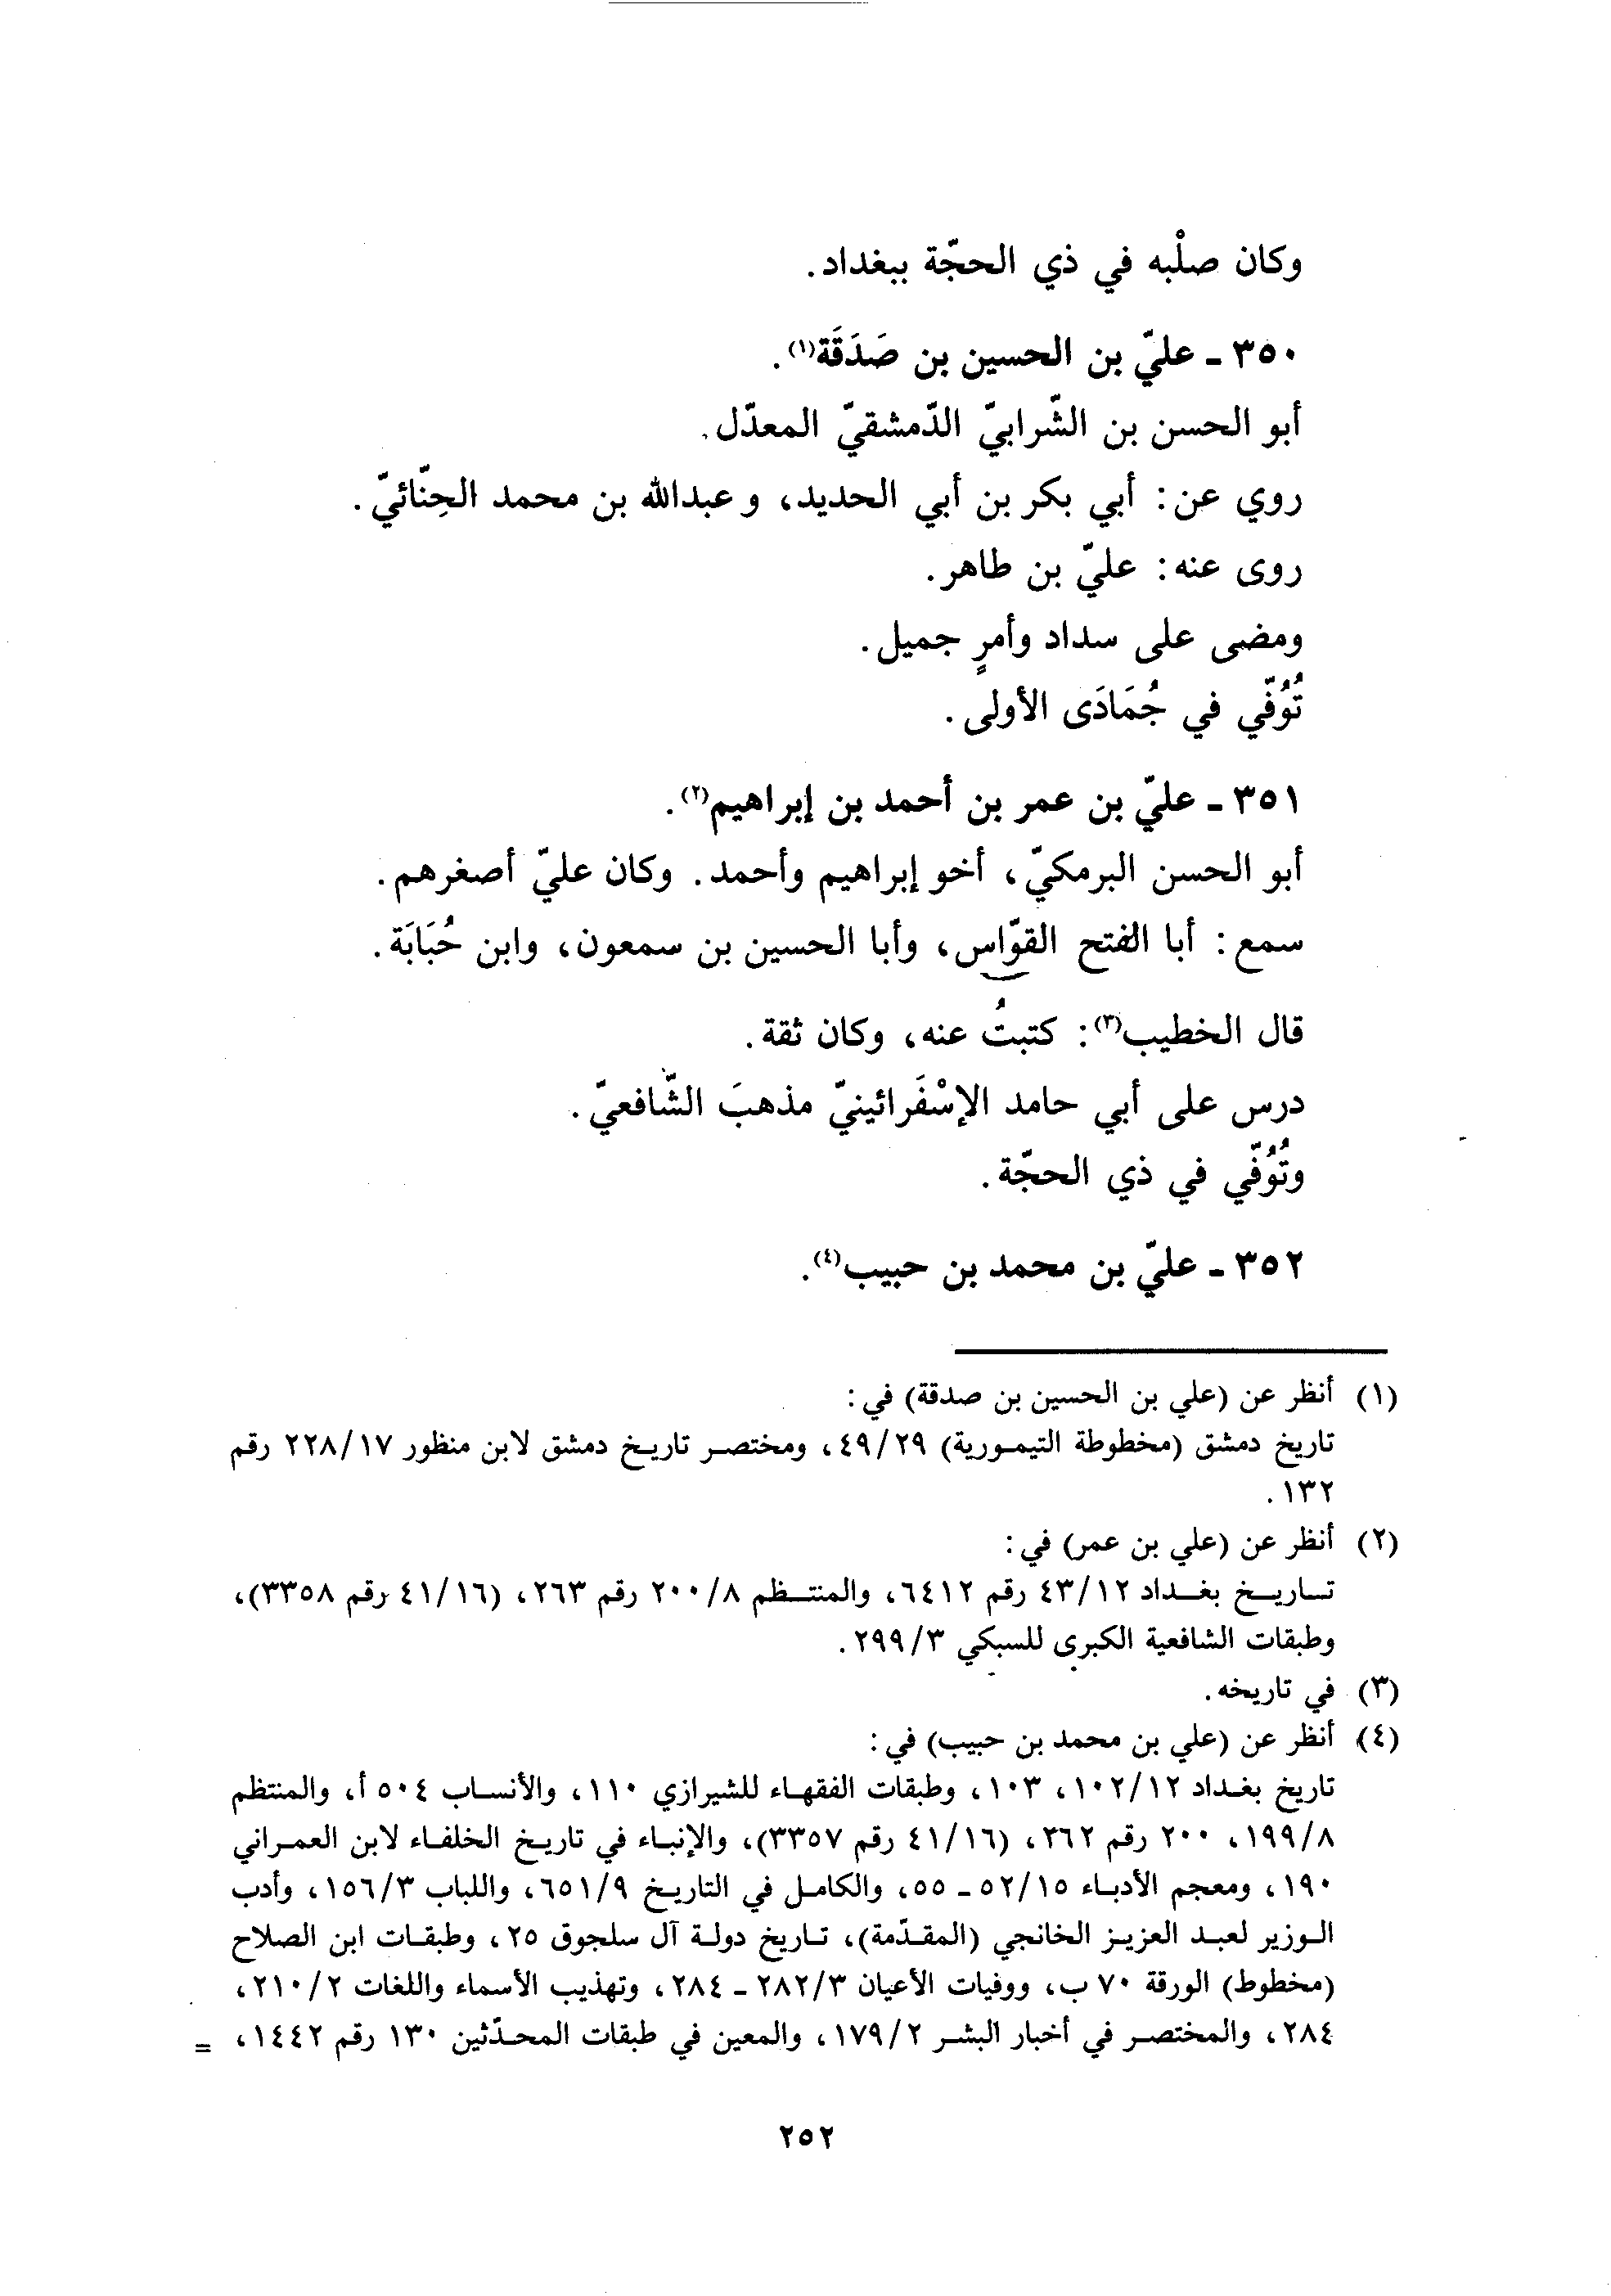 وكان صلْبه في ذي الحجّة ببغداد.
٣٥٠ ـ عليّ بن الحسين بن صَدَقَة(١).
أبو الحسن بن الشّرابيّ الدّمشقيّ المعدّل.
روي عن: أبي بكر بن أبي الحديد، وعبدالله بن محمد الحِنّائيّ.
روى عنه: عليّ بن طاهر.
ومضى على سداد وأمرٍ جميل.
تُوُفّي في جُمَادَى الأولى.
٣٥١ ـ عليّ بن عمر بن أحمد بن إبراهيم(٢).
أبو الحسن البرمكيّ، أخو إبراهيم وأحمد. وكان عليّ أصغرهم.
سمع: أبا الفتح القوّاس، وأبا الحسين بن سمعون، وابن حُبَابَة.
قال الخطيب(٣): كتبتُ عنه، وكان ثقة.
درس على أبي حامد الإسْفَرائينيّ مذهبَ الشّافعيّ.
وتُوُفّي في ذي الحجّة.
٣٥٢ ـ عليّ بن محمد بن حبيب(٤).
(١) أنظر عن (علي بن الحسين بن صدقة) في:
تاريخ دمشق (مخطوطة التيمورية) ٤٩/٢٩، ومختصر تاريخ دمشق لابن منظور ٢٢٨/١٧ رقم
١٣٢.
(٢) أنظر عن (علي بن عمر) في:
تاريخ بغداد ٤٣/١٢ رقم ٦٤١٢، والمنتظم ٢٠٠/٨ رقم ٢٦٣، (٤١/١٦ رقم ٣٣٥٨)،
وطبقات الشافعية الكبرى للسبكي ٢٩٩/٣.
(٣) في تاريخه.
(٤) أنظر عن (علي بن محمد بن حبيب) في:
تاريخ بغداد ١٠٢/١٢، ١٠٣، وطبقات الفقهاء للشيرازي ١١٠، والأنساب ٥٠٤ أ، والمنتظم
١٩٩/٨، ٢٠٠ رقم ٢٦٢، (٤١/١٦ رقم ٣٣٥٧)، والإنباء في تاريخ الخلفاء لابن العمراني
١٩٠، ومعجم الأدباء ٥٢/١٥ ـ ٥٥، والكامل في التاريخ ٦٥١/٩، واللباب ١٥٦/٣، وأدب
الوزير لعبد العزيز الخانجي (المقدّمة)، تاريخ دولة آل سلجوق ٢٥، وطبقات ابن الصلاح
(مخطوط) الورقة ٧٠ ب، ووفيات الأعيان ٢٨٢/٣ ـ ٢٨٤، وتهذيب الأسماء واللغات ٢١٠/٢،
٢٨٤، والمختصر في أخبار البشر ١٧٩/٢، والمعين في طبقات المحدّثين ١٣٠ رقم ١٤٤٢، =
٢٥٢